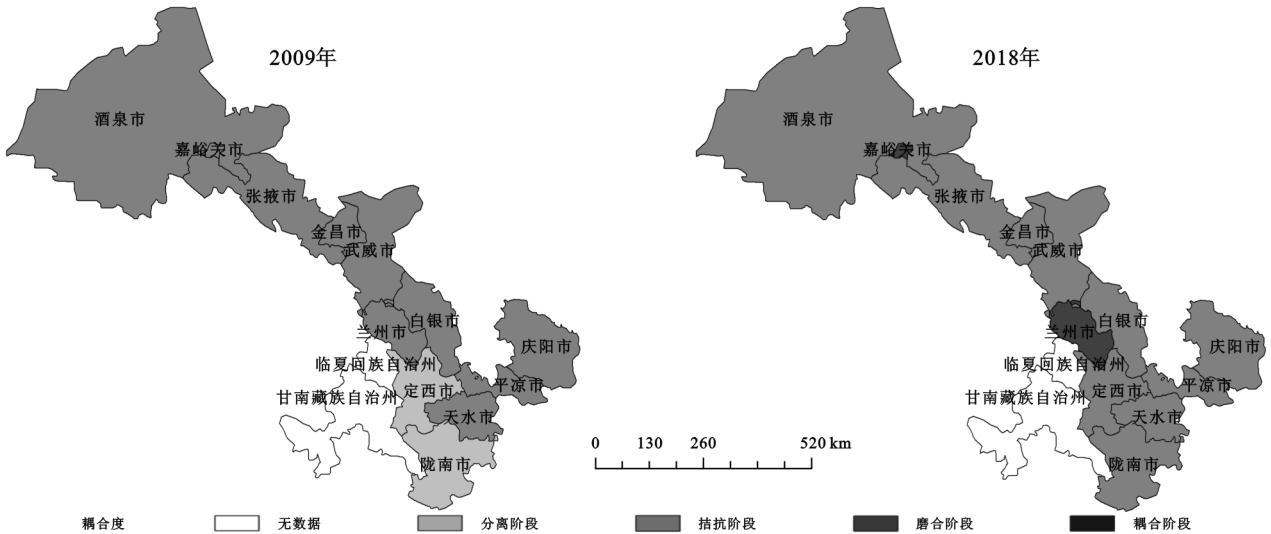 2009年
酒泉市
嘉峪关市
张掖市
金昌市
武威市
白银市
兰州市
庆阳市
临夏回族自治州
平凉市
定西市
甘南藏族自治州
天水市
陇南市
2018年
酒泉市
嘉峪关市
张掖市
金昌市
武威市
白银市
兰州市
庆阳市
临夏回族自治州
平凉市
定西市
甘南藏族自治州
天水市
陇南市
0 130 260 520 km
耦合度 无数据 分离阶段 拮抗阶段 磨合阶段 耦合阶段